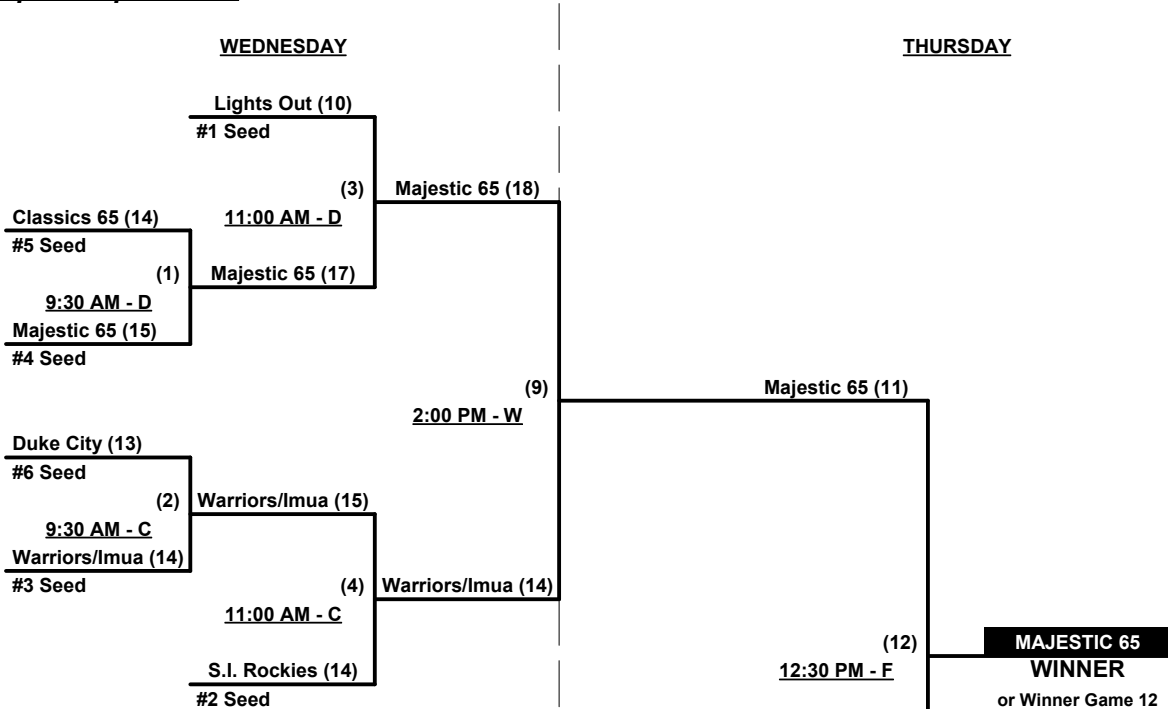 WEDNESDAY
THURSDAY
Lights Out (10)
#1 Seed
(3)
Majestic 65 (18)
Classics 65 (14)
11:00 AM - D
#5 Seed
(1)
Majestic 65 (17)
9:30 AM - D
Majestic 65 (15)
#4 Seed
(9)
Majestic 65 (11)
2:00 PM - W
Duke City (13)
#6 Seed
(2)
Warriors/Imua (15)
9:30 AM - C
Warriors/Imua (14)
#3 Seed
(4)
Warriors/Imua (14)
11:00 AM - C
(12)
MAJESTIC 65
S.I. Rockies (14)
12:30 PM - F
WINNER
#2 Seed
or Winner Game 12